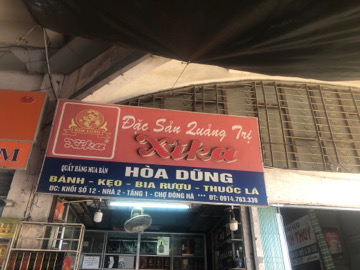 Xika
Đặc Sản Quảng Trị
Xika
QUẦY HÀNG MUA BÁN
HÒA DŨNG
BÁNH - KẸO - BIA RƯỢU - THUỐC LÁ
ĐC: KHỐI SỐ 12 - NHÀ 2 - TẦNG 1 - CHỢ ĐÔNG HÀ *** ĐT: 0914.763.339
M